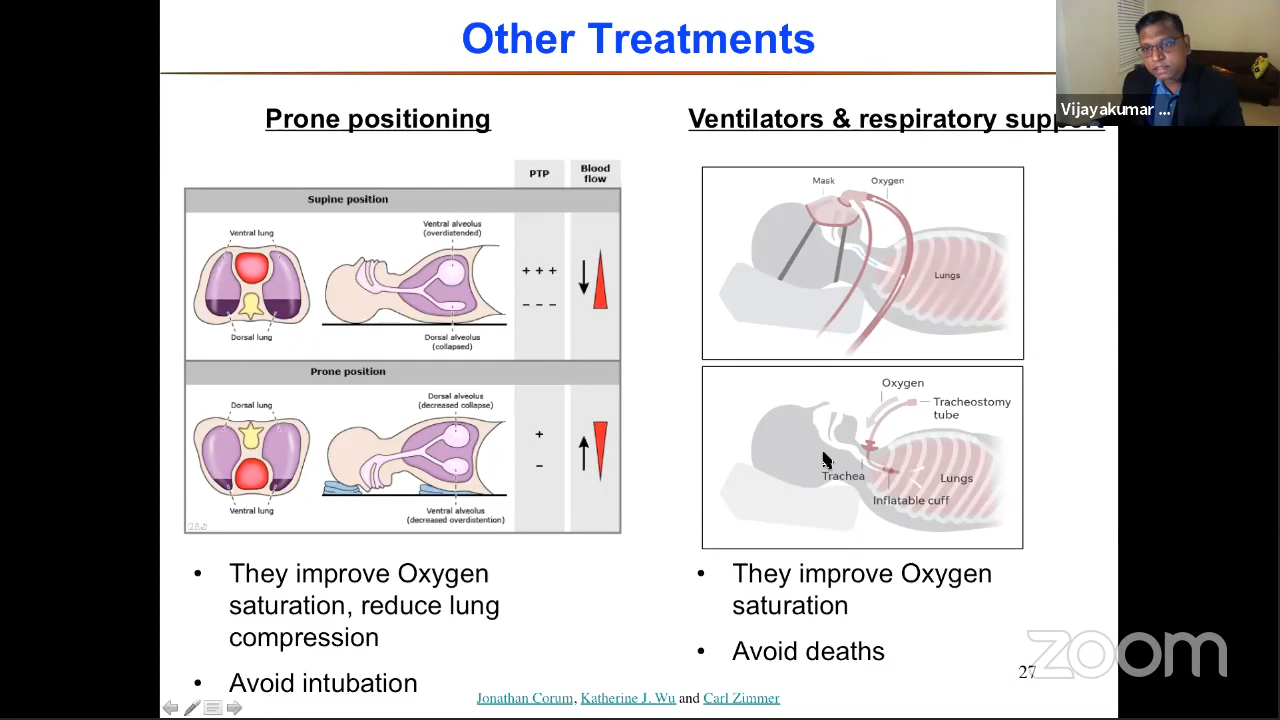 Other Treatments
Vijayakumar ...
Prone positioning
PTP
Blood
flow
Supine position
Ventral lung
Ventral alveolus
(overdistended)
+ + +
– – –
Dorsal lung
Dorsal alveolus
(collapsed)
Prone position
Dorsal lung
Dorsal alveolus
(decreased collapse)
+
–
Ventral lung
Ventral alveolus
(decreased overdistention)
• They improve Oxygen
saturation, reduce lung
compression
• Avoid intubation
Ventilators & respiratory support
Mask
Oxygen
Lungs
Oxygen
Tracheostomy
tube
Trachea
Lungs
Inflatable cuff
• They improve Oxygen
saturation
• Avoid deaths
zoom
27
Jonathan Corum, Katherine J. Wu and Carl Zimmer